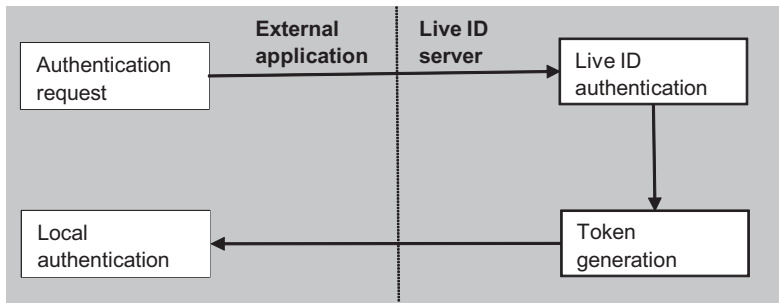 External
application
Live ID
server
Authentication
request
Live ID
authentication
Local
authentication
Token
generation